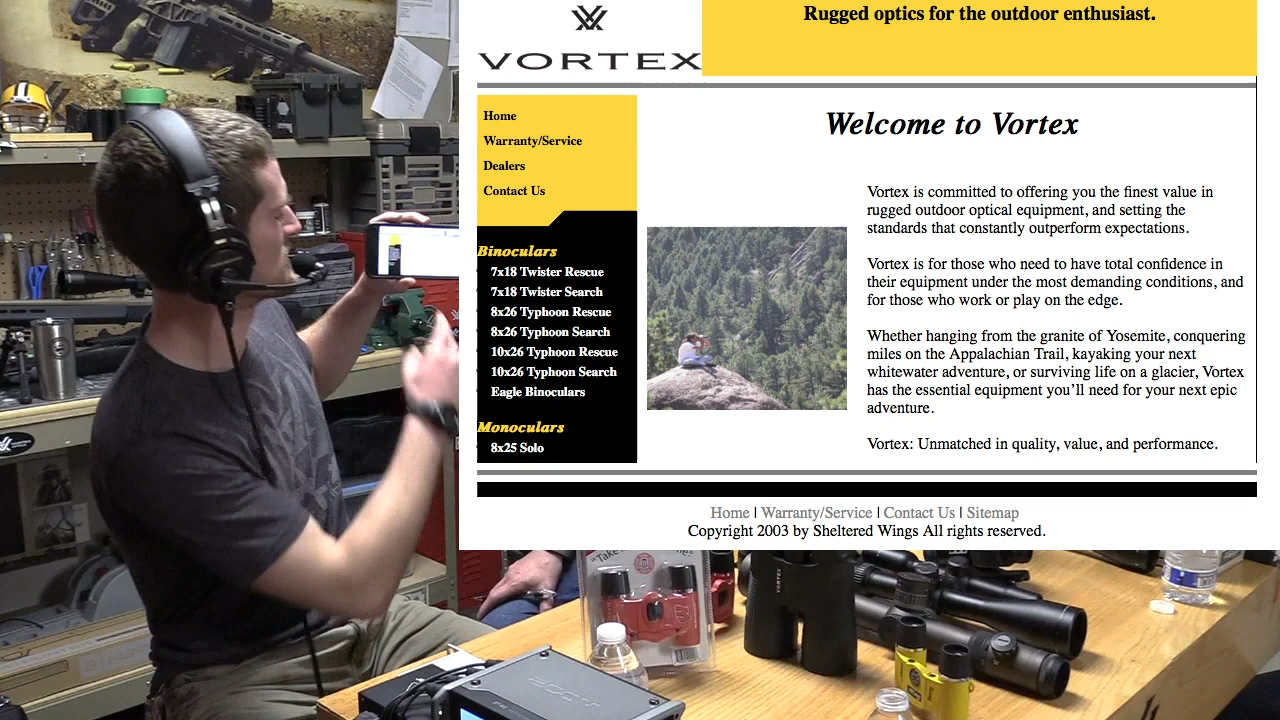 VORTEX
Rugged optics for the outdoor enthusiast.
Home
Warranty/Service
Dealers
Contact Us
Binoculars
7x18 Twister Rescue
7x18 Twister Search
8x26 Typhoon Rescue
8x26 Typhoon Search
10x26 Typhoon Rescue
10x26 Typhoon Search
Eagle Binoculars
Monoculars
8x25 Solo
Welcome to Vortex
Vortex is committed to offering you the finest value in
rugged outdoor optical equipment, and setting the
standards that constantly outperform expectations.
Vortex is for those who need to have total confidence in
their equipment under the most demanding conditions, and
for those who work or play on the edge.
Whether hanging from the granite of Yosemite, conquering
miles on the Appalachian Trail, kayaking your next
whitewater adventure, or surviving life on a glacier, Vortex
has the essential equipment you’ll need for your next epic
adventure.
Vortex: Unmatched in quality, value, and performance.
Home | Warranty/Service | Contact Us | Sitemap
Copyright 2003 by Sheltered Wings All rights reserved.
"Take
VORTEX